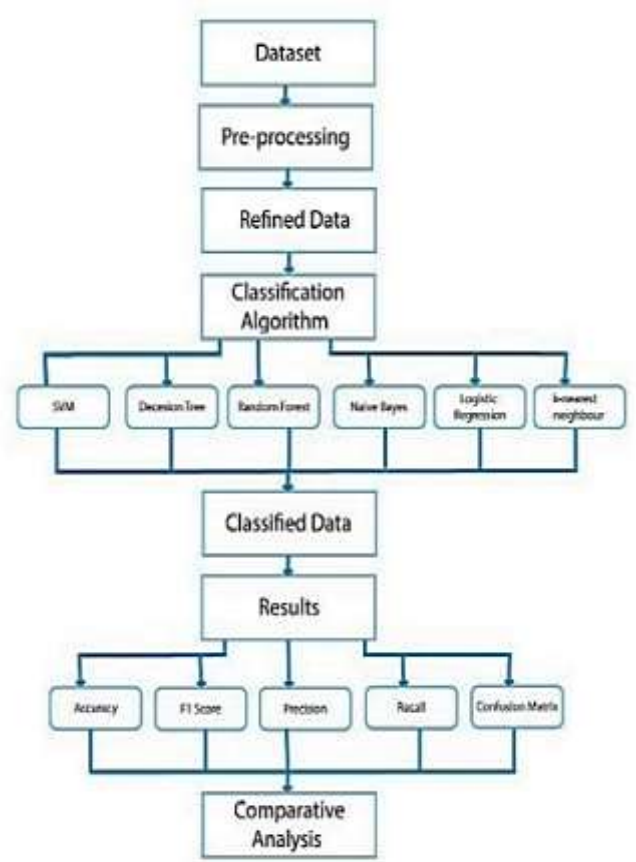 Dataset
Pre-processing
Refined Data
Classification
Algorithm
SVM
Decesion Tree
Random Forest
Naive Bayes
Logistic
Regression
k-nearest
neighbour
Classified Data
Results
Accuracy
F1 Score
Precision
Recall
Confusion Matrix
Comparative
Analysis